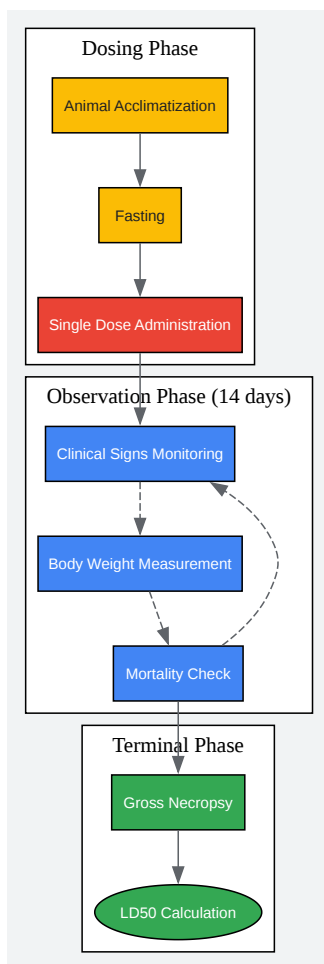 Dosing Phase
Animal Acclimatization
Fasting
Single Dose Administration
Observation Phase (14 days)
Clinical Signs Monitoring
Body Weight Measurement
Mortality Check
Terminal Phase
Gross Necropsy
LD50 Calculation